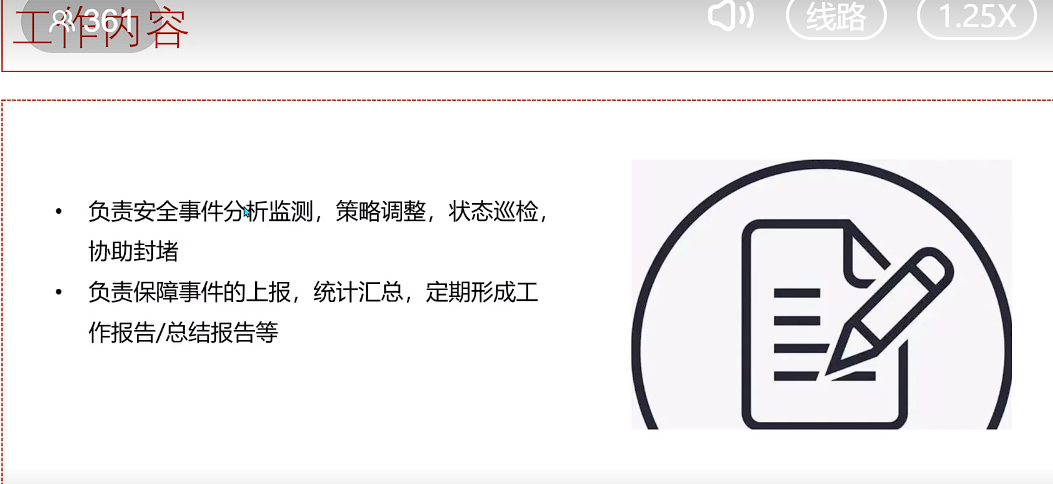 361
工作内容
线路
1.25X
• 负责安全事件分析监测，策略调整，状态巡检，
协助封堵
• 负责保障事件的上报，统计汇总，定期形成工
作报告/总结报告等